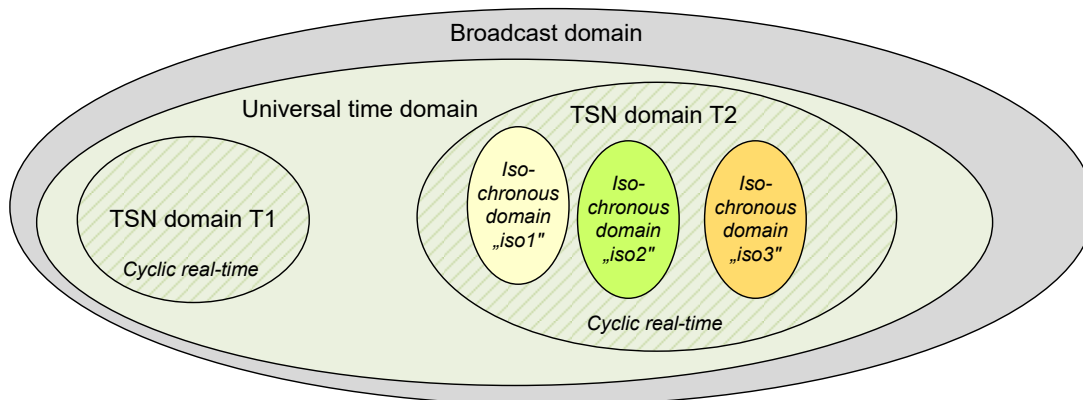 Broadcast domain
Universal time domain
TSN domain T2
TSN domain T1
Cyclic real-time
Iso-
chronous
domain
„iso1"
Iso-
chronous
domain
„iso2"
Iso-
chronous
domain
„iso3"
Cyclic real-time